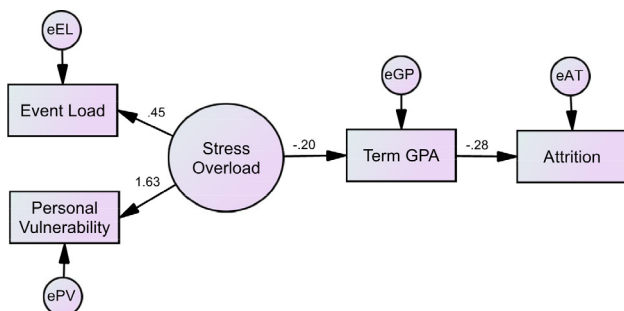 eEL
eGP
eAT
Event Load
.45
Stress
Overload
-.20
Term GPA
-.28
Attrition
1.63
Personal
Vulnerability
ePV